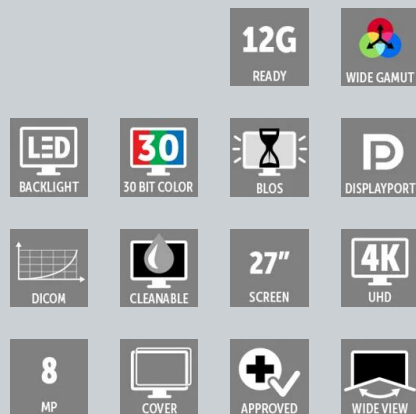 12G
READY
WIDE GAMUT
LED
BACKLIGHT
30
30 BIT COLOR
BLOS
DISPLAYPORT
DICOM
CLEANABLE
27"
SCREEN
4K
UHD
8
MP
COVER
APPROVED
WIDE VIEW